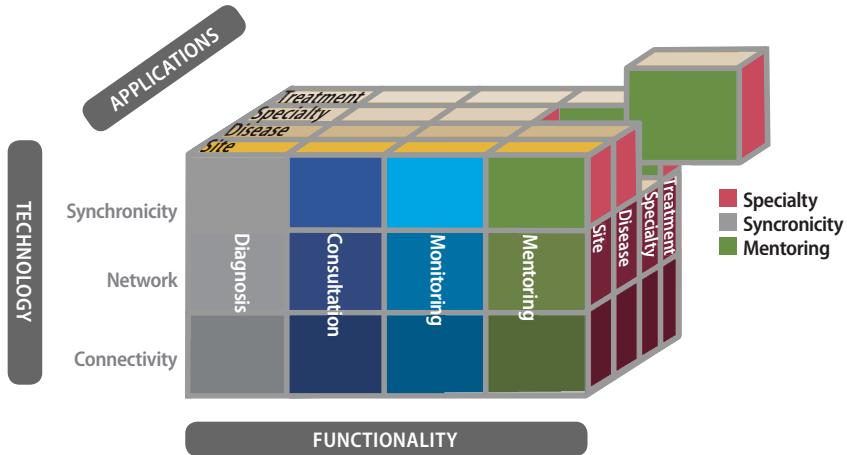 APPLICATIONS
Treatment
Specialty
Disease
Site
TECHNOLOGY
Synchronicity
Network
Connectivity
Diagnosis
Consultation
Monitoring
Mentoring
Site
Disease
Specialty
Treatment
Specialty
Syncronicity
Mentoring
FUNCTIONALITY